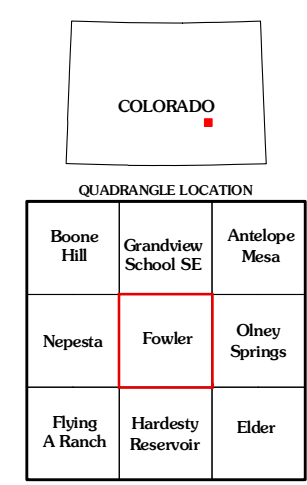 COLORADO
QUADRANGLE LOCATION
Boone
Hill
Grandview
School SE
Antelope
Mesa
Nepesta
Fowler
Olney
Springs
Flying
A Ranch
Hardesty
Reservoir
Elder